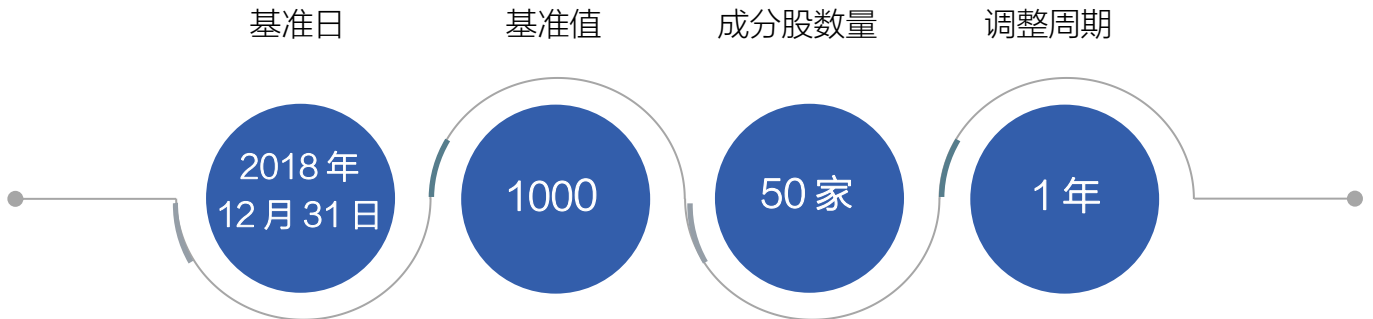 基准日
基准值
成分股数量
调整周期
2018 年
12 月 31 日
1000
50 家
1 年